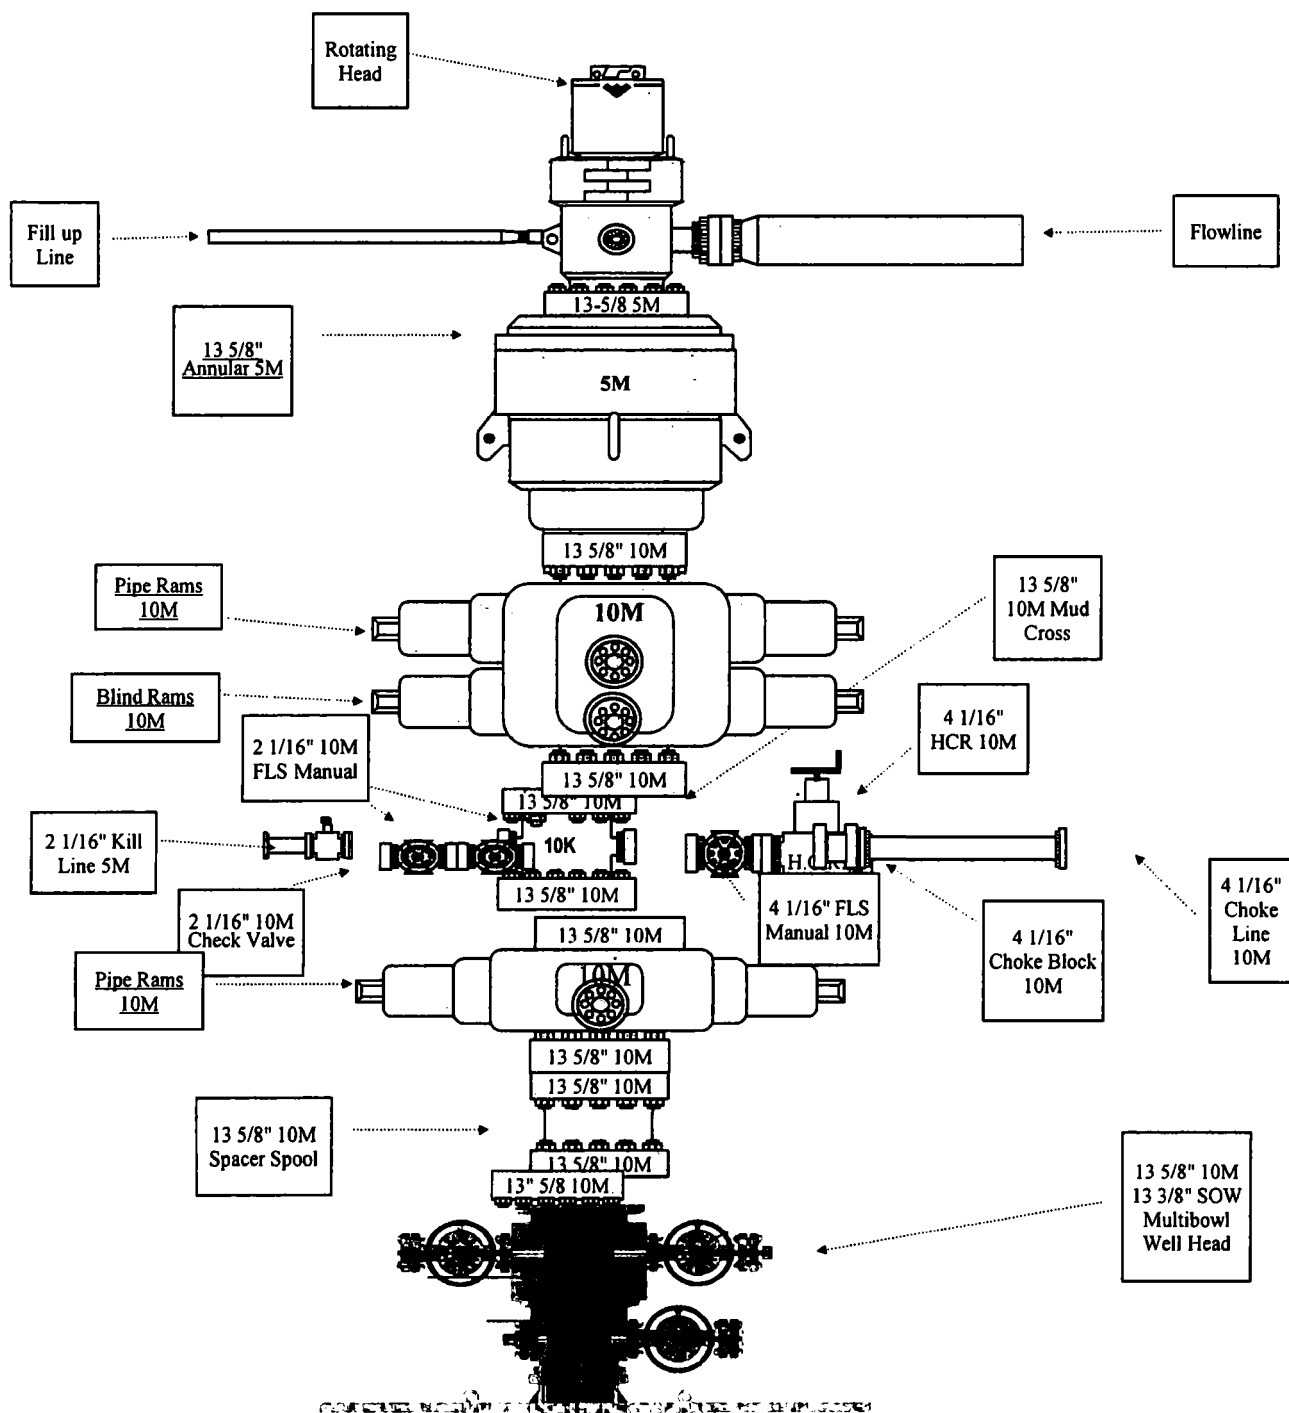 Rotating
Head
Fill up
Line
Flowline
13-5/8 5M
13 5/8"
Annular 5M
5M
13 5/8" 10M
Pipe Rams
10M
10M
13 5/8"
10M Mud
Cross
Blind Rams
10M
4 1/16"
HCR 10M
2 1/16" 10M
FLS Manual
13 5/8" 10M
13 5/8" 10M
2 1/16" Kill
Line 5M
10K
H.C.R.
13 5/8" 10M
4 1/16"
Choke
Line
10M
2 1/16" 10M
Check Valve
4 1/16" FLS
Manual 10M
4 1/16"
Choke Block
10M
13 5/8" 10M
Pipe Rams
10M
10M
13 5/8" 10M
13 5/8" 10M
13 5/8" 10M
Spacer Spool
13 5/8" 10M
13" 5/8 10M
13 5/8" 10M
13 3/8" SOW
Multibowl
Well Head